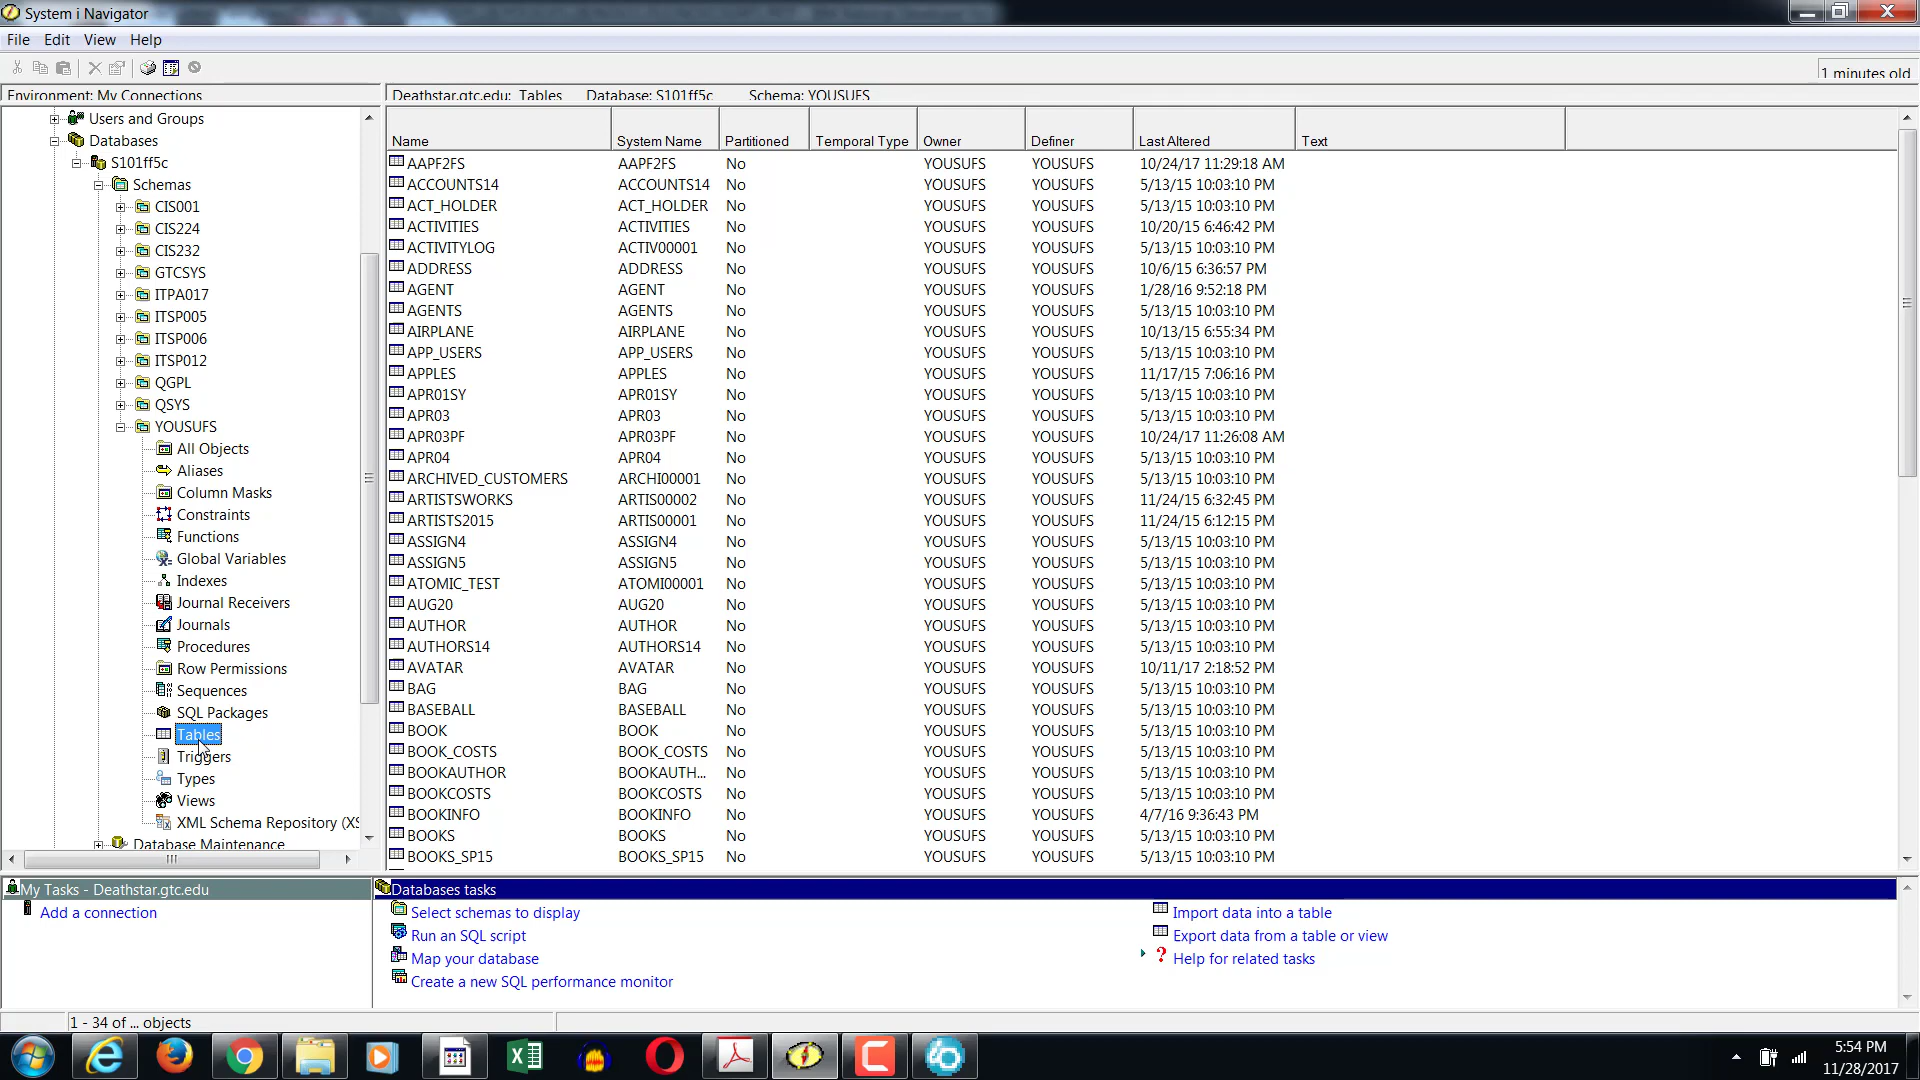 System i Navigator
File Edit View Help
1 minutes old
Environment: My Connections
Deathstar.gtc.edu: Tables Database: S101ff5c Schema: YOUSUFS
Users and Groups
Databases
S101ff5c
Schemas
CIS001
CIS224
CIS232
GTCSYS
ITPA017
ITSP005
ITSP006
ITSP012
QGPL
QSYS
YOUSUFS
All Objects
Aliases
Column Masks
Constraints
Functions
Global Variables
Indexes
Journal Receivers
Journals
Procedures
Row Permissions
Sequences
SQL Packages
Tables
Triggers
Types
Views
XML Schema Repository (XS
Database Maintenance
Name System Name Partitioned Temporal Type Owner Definer Last Altered Text
AAPF2FS AAPF2FS No YOUSUFS YOUSUFS 10/24/17 11:29:18 AM
ACCOUNTS14 ACCOUNTS14 No YOUSUFS YOUSUFS 5/13/15 10:03:10 PM
ACT_HOLDER ACT_HOLDER No YOUSUFS YOUSUFS 5/13/15 10:03:10 PM
ACTIVITIES ACTIVITIES No YOUSUFS YOUSUFS 10/20/15 6:46:42 PM
ACTIVITYLOG ACTIV00001 No YOUSUFS YOUSUFS 5/13/15 10:03:10 PM
ADDRESS ADDRESS No YOUSUFS YOUSUFS 10/6/15 6:36:57 PM
AGENT AGENT No YOUSUFS YOUSUFS 1/28/16 9:52:18 PM
AGENTS AGENTS No YOUSUFS YOUSUFS 5/13/15 10:03:10 PM
AIRPLANE AIRPLANE No YOUSUFS YOUSUFS 10/13/15 6:55:34 PM
APP_USERS APP_USERS No YOUSUFS YOUSUFS 5/13/15 10:03:10 PM
APPLES APPLES No YOUSUFS YOUSUFS 11/17/15 7:06:16 PM
APR01SY APR01SY No YOUSUFS YOUSUFS 5/13/15 10:03:10 PM
APR03 APR03 No YOUSUFS YOUSUFS 5/13/15 10:03:10 PM
APR03PF APR03PF No YOUSUFS YOUSUFS 10/24/17 11:26:08 AM
APR04 APR04 No YOUSUFS YOUSUFS 5/13/15 10:03:10 PM
ARCHIVED_CUSTOMERS ARCHI00001 No YOUSUFS YOUSUFS 5/13/15 10:03:10 PM
ARTISTSWORKS ARTIS00002 No YOUSUFS YOUSUFS 11/24/15 6:32:45 PM
ARTISTS2015 ARTIS00001 No YOUSUFS YOUSUFS 11/24/15 6:12:15 PM
ASSIGN4 ASSIGN4 No YOUSUFS YOUSUFS 5/13/15 10:03:10 PM
ASSIGN5 ASSIGN5 No YOUSUFS YOUSUFS 5/13/15 10:03:10 PM
ATOMIC_TEST ATOMI00001 No YOUSUFS YOUSUFS 5/13/15 10:03:10 PM
AUG20 AUG20 No YOUSUFS YOUSUFS 5/13/15 10:03:10 PM
AUTHOR AUTHOR No YOUSUFS YOUSUFS 5/13/15 10:03:10 PM
AUTHORS14 AUTHORS14 No YOUSUFS YOUSUFS 5/13/15 10:03:10 PM
AVATAR AVATAR No YOUSUFS YOUSUFS 10/11/17 2:18:52 PM
BAG BAG No YOUSUFS YOUSUFS 5/13/15 10:03:10 PM
BASEBALL BASEBALL No YOUSUFS YOUSUFS 5/13/15 10:03:10 PM
BOOK BOOK No YOUSUFS YOUSUFS 5/13/15 10:03:10 PM
BOOK_COSTS BOOK_COSTS No YOUSUFS YOUSUFS 5/13/15 10:03:10 PM
BOOKAUTHOR BOOKAUTH... No YOUSUFS YOUSUFS 5/13/15 10:03:10 PM
BOOKCOSTS BOOKCOSTS No YOUSUFS YOUSUFS 5/13/15 10:03:10 PM
BOOKINFO BOOKINFO No YOUSUFS YOUSUFS 4/7/16 9:36:43 PM
BOOKS BOOKS No YOUSUFS YOUSUFS 5/13/15 10:03:10 PM
BOOKS_SP15 BOOKS_SP15 No YOUSUFS YOUSUFS 5/13/15 10:03:10 PM
My Tasks - Deathstar.gtc.edu
Add a connection
Databases tasks
Select schemas to display
Run an SQL script
Map your database
Create a new SQL performance monitor
Import data into a table
Export data from a table or view
? Help for related tasks
1 - 34 of ... objects
5:54 PM
11/28/2017